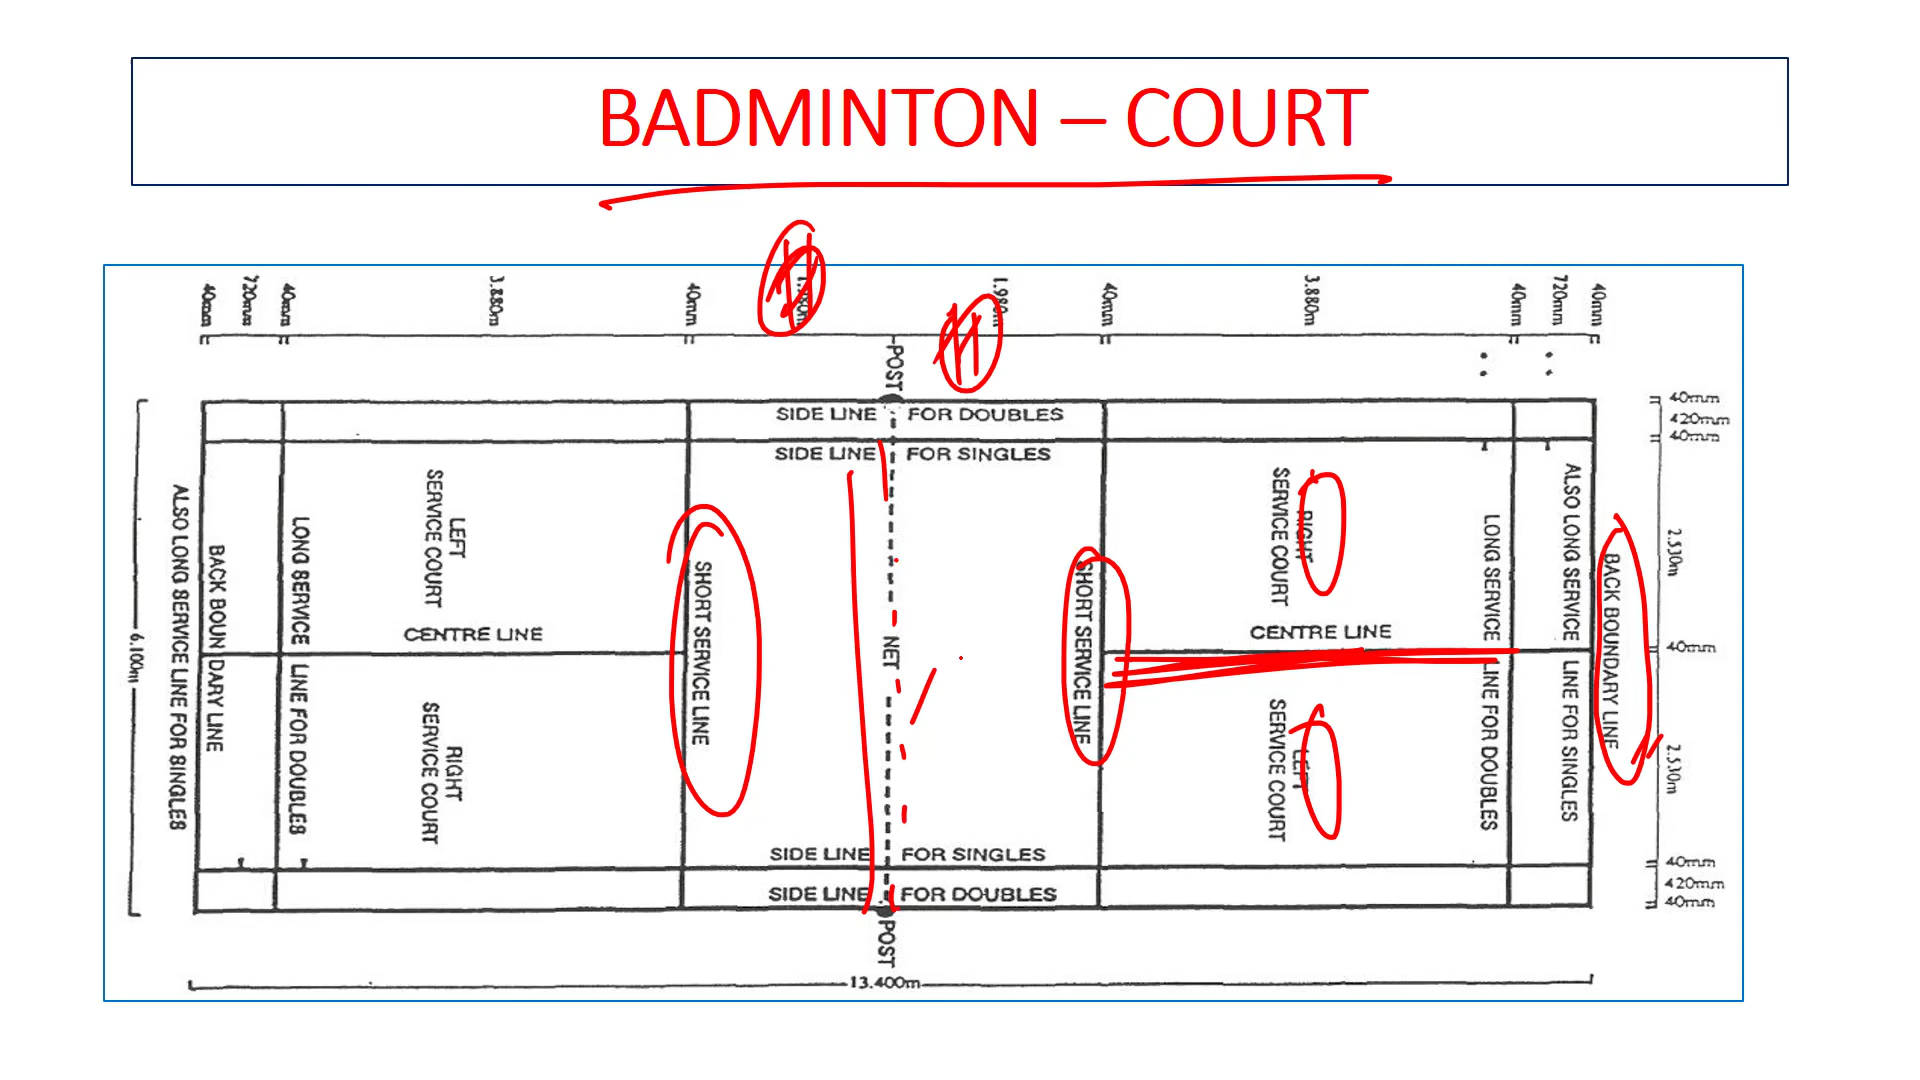 BADMINTON – COURT
40mm
720mm
40mm
3.880m
40mm
1.980m
1.980m
40mm
3.880m
40mm
720mm
40mm
POST
40mm
420mm
40mm
SIDE LINE FOR DOUBLES
SIDE LINE FOR SINGLES
LEFT
SERVICE COURT
RIGHT
SERVICE COURT
2.530m
ALSO LONG SERVICE LINE FOR SINGLES
BACK BOUNDARY LINE
LONG SERVICE LINE FOR DOUBLES
SHORT SERVICE LINE
NET
SHORT SERVICE LINE
LONG SERVICE LINE FOR DOUBLES
ALSO LONG SERVICE LINE FOR SINGLES
BACK BOUNDARY LINE
CENTRE LINE
CENTRE LINE
40mm
6.100m
RIGHT
SERVICE COURT
LEFT
SERVICE COURT
2.530m
SIDE LINE FOR SINGLES
SIDE LINE FOR DOUBLES
40mm
420mm
40mm
POST
13.400m